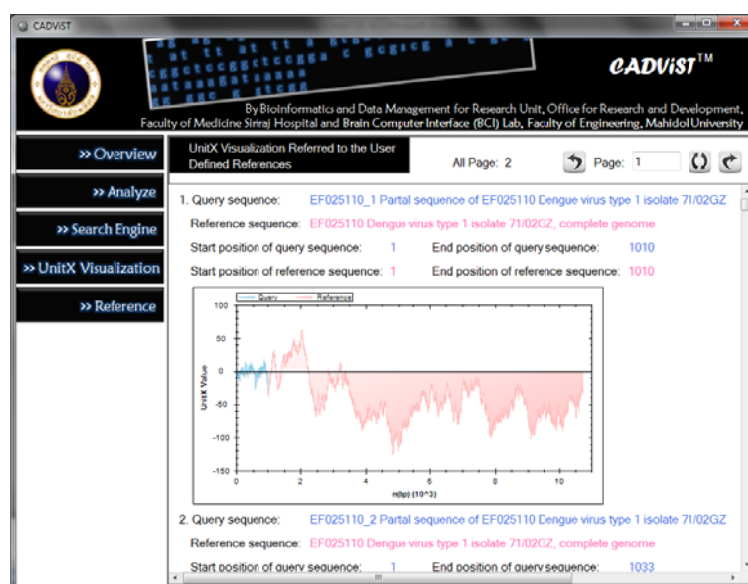 CADViST
CADViST™
By Bioinformatics and Data Management for Research Unit, Office for Research and Development,
Faculty of Medicine Siriraj Hospital and Brain Computer Interface (BCI) Lab, Faculty of Engineering, Mahidol University
>> Overview
>> Analyze
>> Search Engine
>> UnitX Visualization
>> Reference
UnitX Visualization Referred to the User
Defined References
All Page: 2
Page: 1
1. Query sequence: EF025110_1 Partal sequence of EF025110 Dengue virus type 1 isolate 71/02GZ
Reference sequence: EF025110 Dengue virus type 1 isolate 71/02GZ, complete genome
Start position of query sequence: 1 End position of query sequence: 1010
Start position of reference sequence: 1 End position of reference sequence: 1010
Query Reference
100
50
0
-50
-100
-150
UnitX Value
0 2 4 6 8 10
n(bp) (10^3)
2. Query sequence: EF025110_2 Partal sequence of EF025110 Dengue virus type 1 isolate 71/02GZ
Reference sequence: EF025110 Dengue virus type 1 isolate 71/02GZ, complete genome
Start position of query sequence: 1 End position of query sequence: 1033